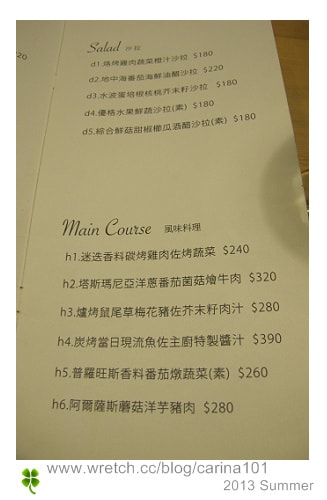 Salad 沙拉
d1.烙烤雞肉蔬菜橙汁沙拉 $180
d2.地中海番茄海鮮油醋沙拉 $220
d3.水波蛋培根核桃芥末籽沙拉 $180
d4.優格水果鮮蔬沙拉(素) $180
d5.綜合鮮菇甜椒櫛瓜酒醋沙拉(素) $180
Main Course 風味料理
h1.迷迭香料碳烤雞肉佐烤蔬菜 $240
h2.塔斯瑪尼亞洋蔥番茄菌菇燴牛肉 $320
h3.爐烤鼠尾草梅花豬佐芥末籽肉汁 $280
h4.炭烤當日現流魚佐主廚特製醬汁 $390
h5.普羅旺斯香料番茄燉蔬菜(素) $260
h6.阿爾薩斯蘑菇洋芋豬肉 $280
www.wretch.cc/blog/carina101
2013 Summer